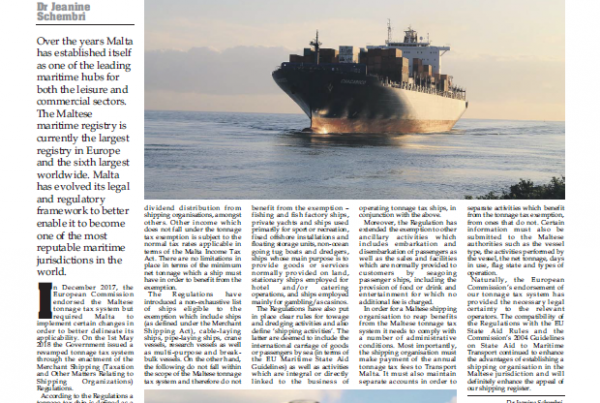 Dr Jeanine
Schembri
Over the years Malta
has established itself
as one of the leading
maritime hubs for
both the leisure and
commercial sectors.
The Maltese
maritime registry is
currently the largest
registry in Europe
and the sixth largest
worldwide. Malta
has evolved its legal
and regulatory
framework to better
enable it to become
one of the most
reputable maritime
jurisdictions in the
world.
In December 2017, the
European Commission
endorsed the Maltese
tonnage tax system but
required Malta to
implement certain changes in
order to better delineate its
applicability. On the 1st May
2018 the Government issued a
revamped tonnage tax system
through the enactment of the
Merchant Shipping (Taxation
and Other Matters Relating to
Shipping Organizations)
Regulations.
According to the Regulations a
dividend distribution from
shipping organisations, amongst
others. Other income which
does not fall under the tonnage
tax exemption is subject to the
normal tax rates applicable in
terms of the Malta Income Tax
Act. There are no limitations in
place in terms of the minimum
net tonnage which a ship must
have in order to benefit from the
exemption.
The Regulations have
introduced a non-exhaustive list
of ships eligible to the
exemption which include ships
(as defined under the Merchant
Shipping Act), cable-laying
ships, pipe-laying ships, crane
vessels, research vessels as well
as multi-purpose and break-
bulk vessels. On the other hand,
the following do not fall within
the scope of the Maltese tonnage
tax system and therefore do not
benefit from the exemption –
fishing and fish factory ships,
private yachts and ships used
primarily for sport or recreation,
fixed offshore installations and
floating storage units, non-ocean
going tug boats and dredgers,
ships whose main purpose is to
provide goods or services
normally provided on land,
stationary ships employed for
hotel and/or catering
operations, and ships employed
mainly for gambling/as casinos.
The Regulations have also put
in place clear rules for towage
and dredging activities and also
define 'shipping activities'. The
latter are deemed to include the
international carriage of goods
or passengers by sea (in terms of
the EU Maritime State Aid
Guidelines) as well as activities
which are integral or directly
linked to the business of
operating tonnage tax ships, in
conjunction with the above.
Moreover, the Regulation has
extended the exemption to other
ancillary activities which
includes embarkation and
disembarkation of passengers as
well as the sales and facilities
which are normally provided to
customers by seagoing
passenger ships, including the
provision of food or drink and
entertainment for which no
additional fee is charged.
In order for a Maltese shipping
organisation to reap benefits
from the Maltese tonnage tax
system it needs to comply with
a number of administrative
conditions. Most importantly,
the shipping organisation must
make payment of the annual
tonnage tax fees to Transport
Malta. It must also maintain
separate accounts in order to
separate activities which benefit
from the tonnage tax exemption,
from ones that do not. Certain
information must also be
submitted to the Maltese
authorities such as the vessel
type, the activities performed by
the vessel, the net tonnage, days
in use, flag state and types of
operation.
Naturally, the European
Commission's endorsement of
our tonnage tax system has
provided the necessary legal
certainty to the relevant
operators. The compatibility of
the Regulations with the EU
State Aid Rules and the
Commission's 2004 Guidelines
on State Aid to Maritime
Transport continued to enhance
the advantages of establishing a
shipping organisation in the
Maltese jurisdiction and will
definitely enhance the appeal of
our shipping register.
Dr Jeanine Schembri